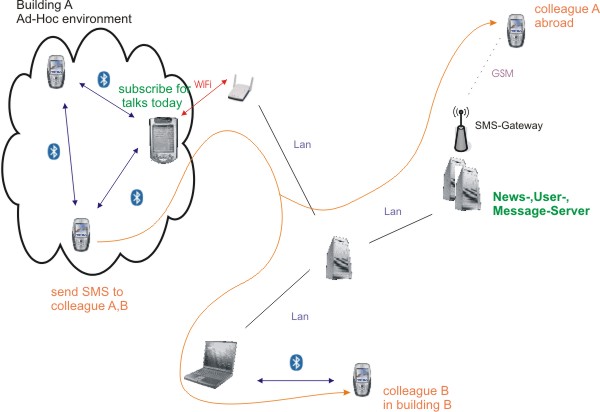 Building A
Ad-Hoc environment
colleague A
abroad
subscribe for
talks today
WiFi
GSM
SMS-Gateway
Lan
Lan
News-,User-,
Message-Server
send SMS to
colleague A,B
Lan
colleague B
in building B